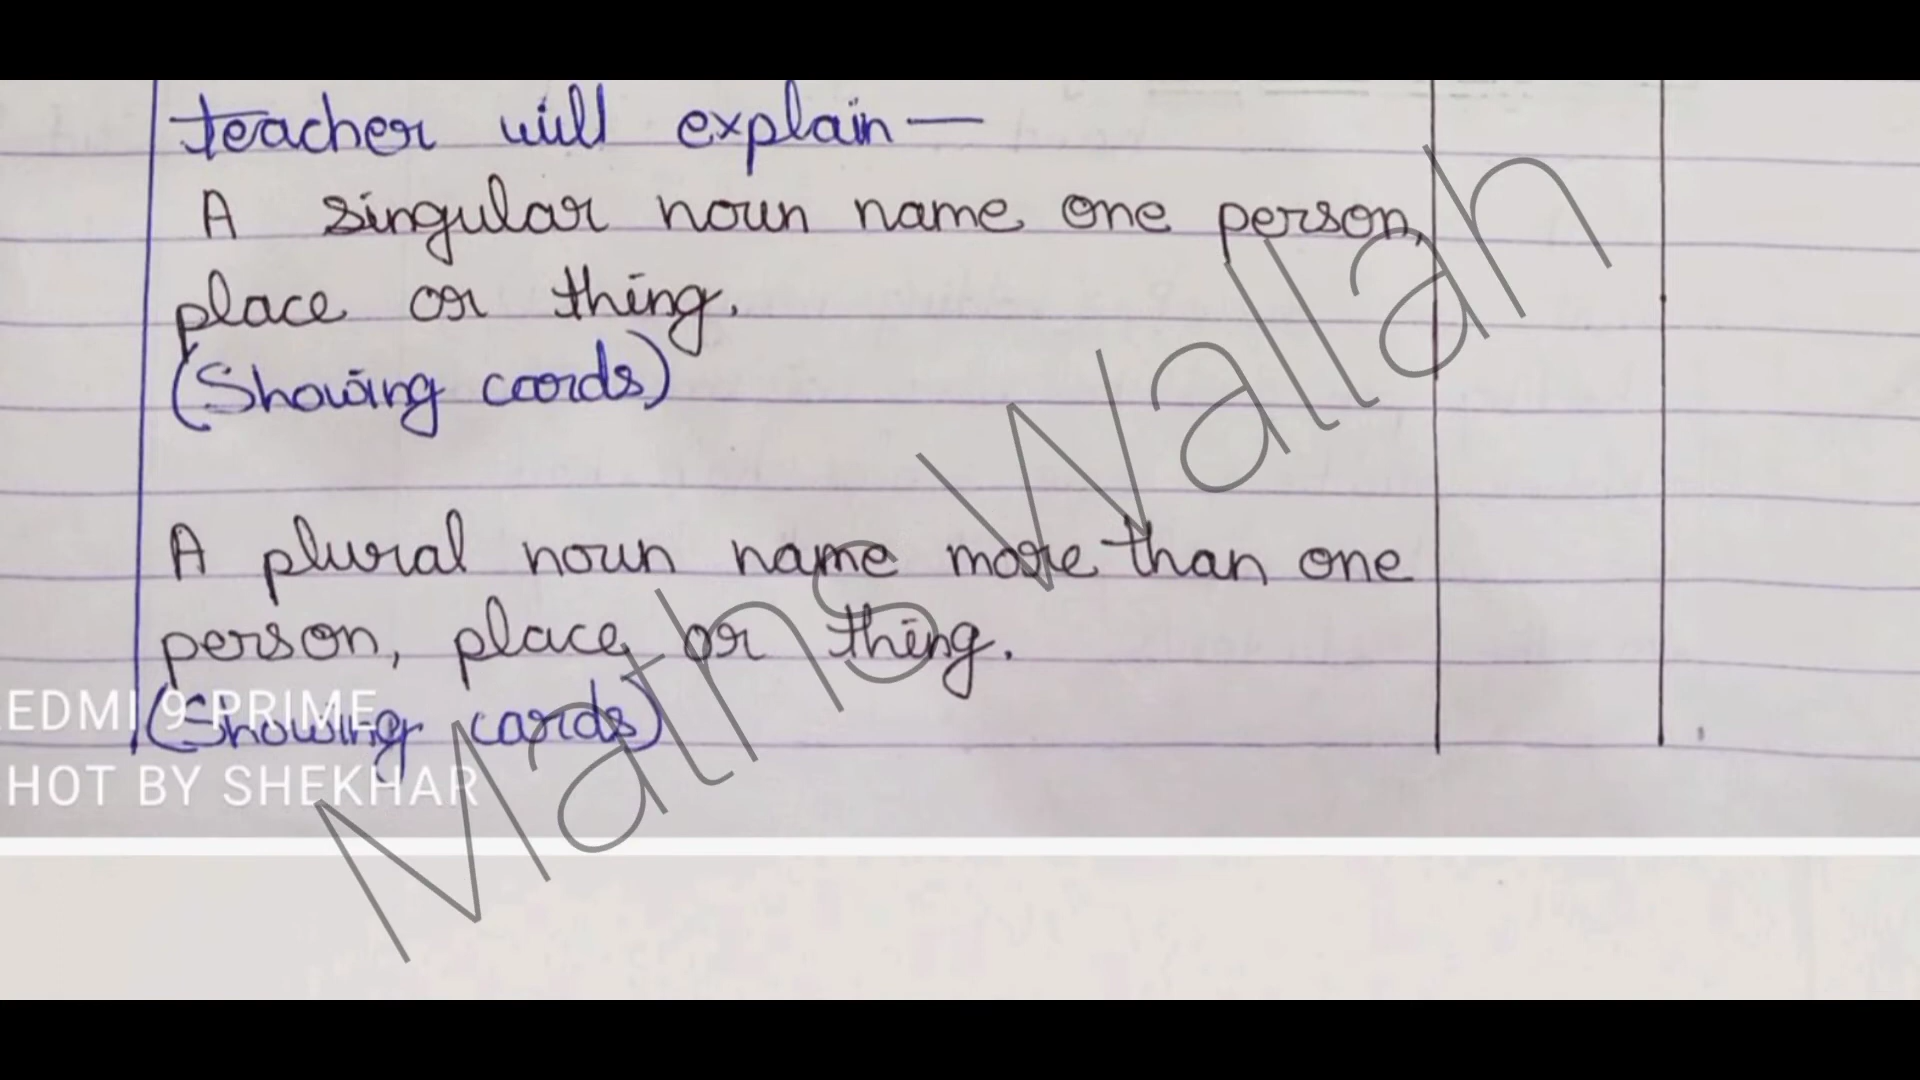 teacher will explain—
A singular noun name one person,
place or thing.
(Showing cards)
A plural noun name more than one
person, place or thing.
(Showing cards)
EDMI 9 PRIME
HOT BY SHEKHAR
Maths Wallah